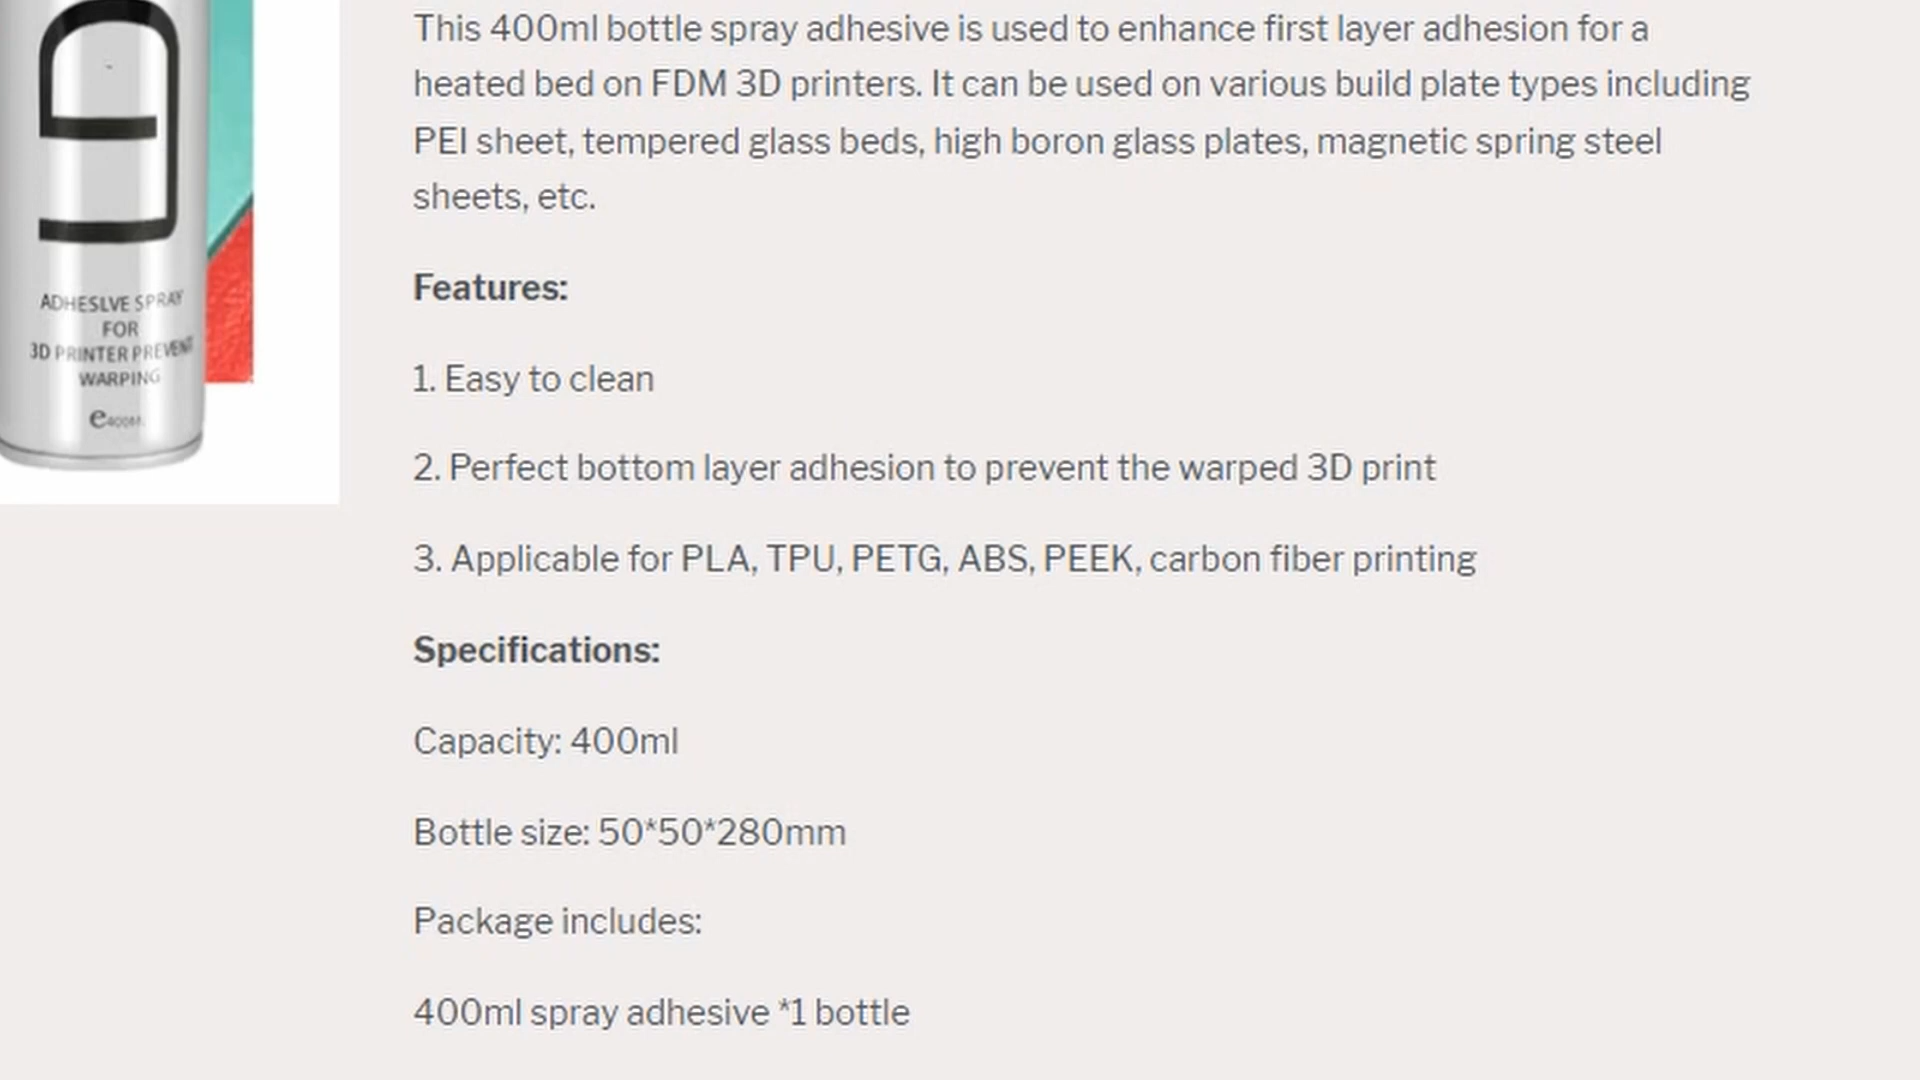 This 400ml bottle spray adhesive is used to enhance first layer adhesion for a
heated bed on FDM 3D printers. It can be used on various build plate types including
PEI sheet, tempered glass beds, high boron glass plates, magnetic spring steel
sheets, etc.
Features:
1. Easy to clean
2. Perfect bottom layer adhesion to prevent the warped 3D print
3. Applicable for PLA, TPU, PETG, ABS, PEEK, carbon fiber printing
Specifications:
Capacity: 400ml
Bottle size: 50*50*280mm
Package includes:
400ml spray adhesive *1 bottle
ADHESLVE SPRAY
FOR
3D PRINTER PREVENT
WARPING